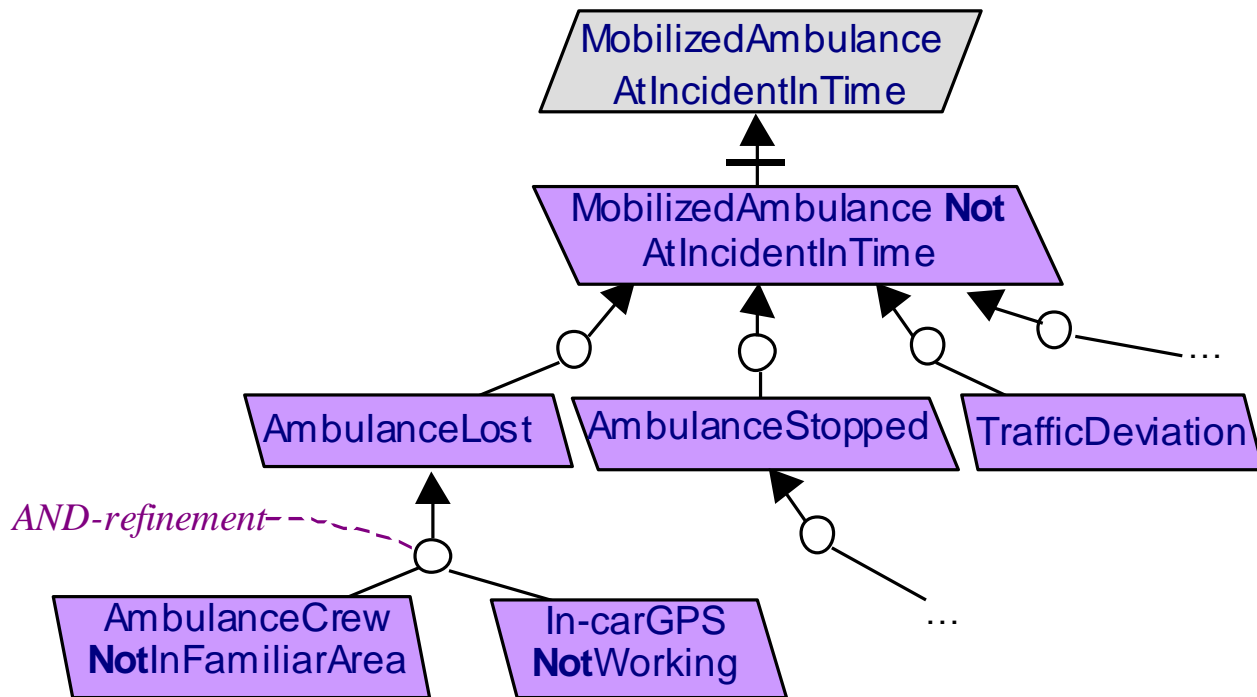 MobilizedAmbulance
AtIncidentInTime
MobilizedAmbulance Not
AtIncidentInTime
...
AmbulanceLost
AmbulanceStopped
TrafficDeviation
AND-refinement
AmbulanceCrew
NotInFamiliarArea
In-carGPS
NotWorking
...